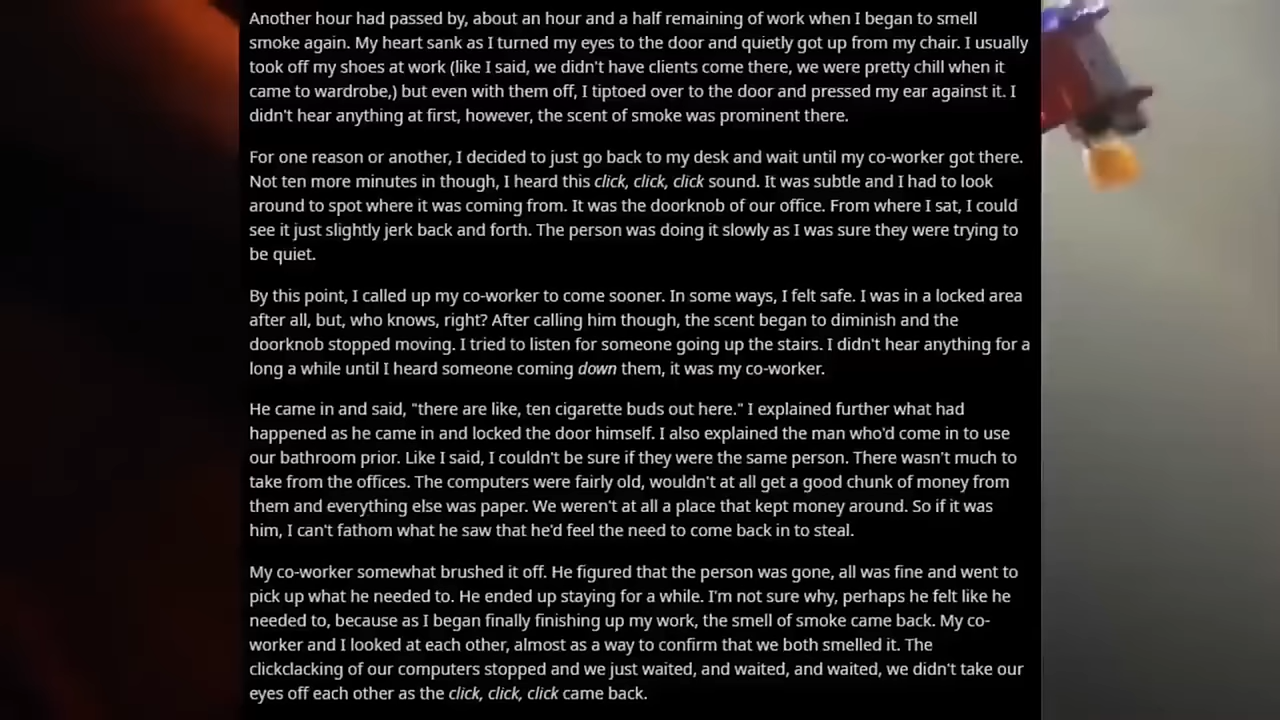 Another hour had passed by, about an hour and a half remaining of work when I began to smell
smoke again. My heart sank as I turned my eyes to the door and quietly got up from my chair. I usually
took off my shoes at work (like I said, we didn't have clients come there, we were pretty chill when it
came to wardrobe,) but even with them off, I tiptoed over to the door and pressed my ear against it. I
didn't hear anything at first, however, the scent of smoke was prominent there.
For one reason or another, I decided to just go back to my desk and wait until my co-worker got there.
Not ten more minutes in though, I heard this click, click, click sound. It was subtle and I had to look
around to spot where it was coming from. It was the doorknob of our office. From where I sat, I could
see it just slightly jerk back and forth. The person was doing it slowly as I was sure they were trying to
be quiet.
By this point, I called up my co-worker to come sooner. In some ways, I felt safe. I was in a locked area
after all, but, who knows, right? After calling him though, the scent began to diminish and the
doorknob stopped moving. I tried to listen for someone going up the stairs. I didn't hear anything for a
long a while until I heard someone coming down them, it was my co-worker.
He came in and said, "there are like, ten cigarette buds out here." I explained further what had
happened as he came in and locked the door himself. I also explained the man who'd come in to use
our bathroom prior. Like I said, I couldn't be sure if they were the same person. There wasn't much to
take from the offices. The computers were fairly old, wouldn't at all get a good chunk of money from
them and everything else was paper. We weren't at all a place that kept money around. So if it was
him, I can't fathom what he saw that he'd feel the need to come back in to steal.
My co-worker somewhat brushed it off. He figured that the person was gone, all was fine and went to
pick up what he needed to. He ended up staying for a while. I'm not sure why, perhaps he felt like he
needed to, because as I began finally finishing up my work, the smell of smoke came back. My co-
worker and I looked at each other, almost as a way to confirm that we both smelled it. The
clickclacking of our computers stopped and we just waited, and waited, and waited, we didn't take our
eyes off each other as the click, click, click came back.